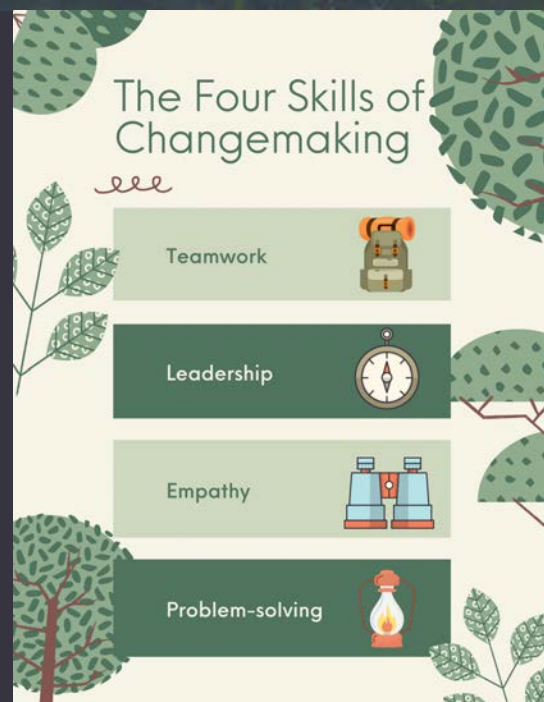 The Four Skills of
Changemaking
Teamwork
Leadership
Empathy
Problem-solving